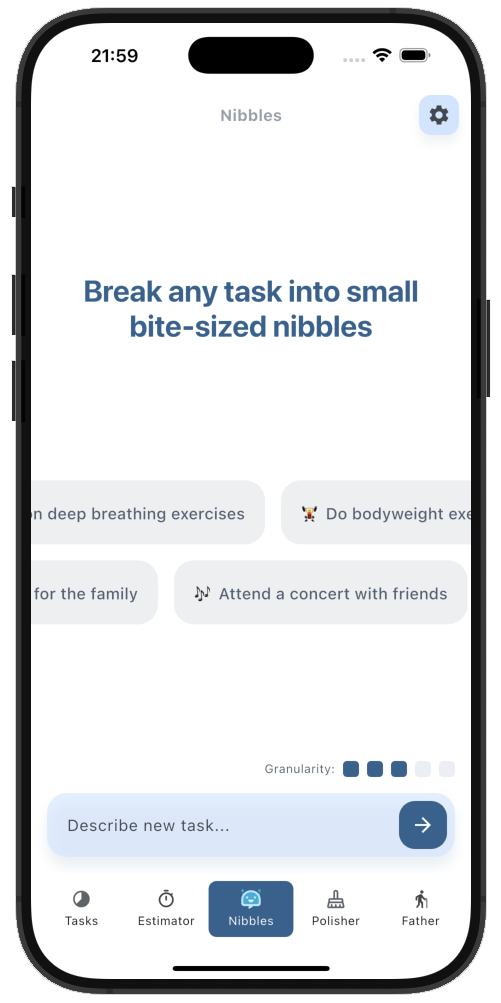 21:59
Nibbles
Break any task into small
bite-sized nibbles
on deep breathing exercises
Do bodyweight exe
for the family
Attend a concert with friends
Granularity:
Describe new task...
Tasks
Estimator
Nibbles
Polisher
Father